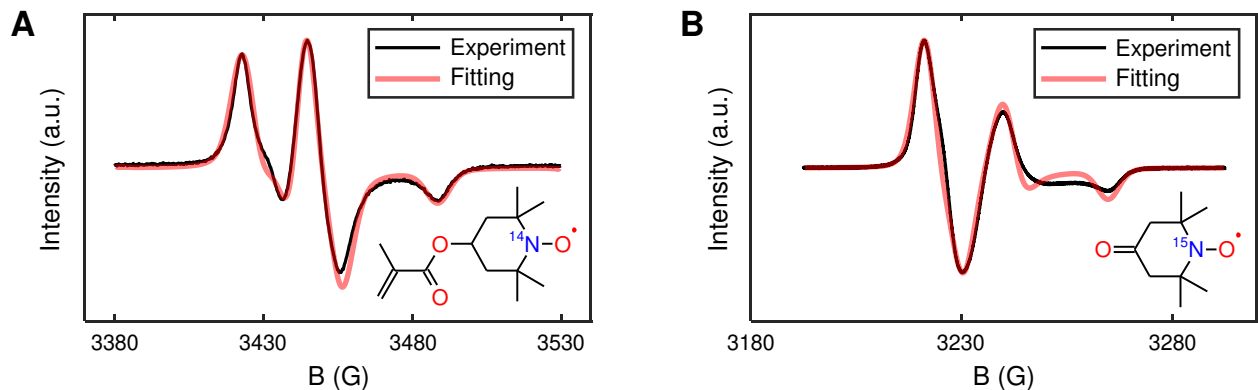 A
Intensity (a.u.)
Experiment
Fitting
14N
O•
O
O
3380
3430
3480
3530
B (G)
B
Intensity (a.u.)
Experiment
Fitting
O
15N
O•
3180
3230
3280
B (G)